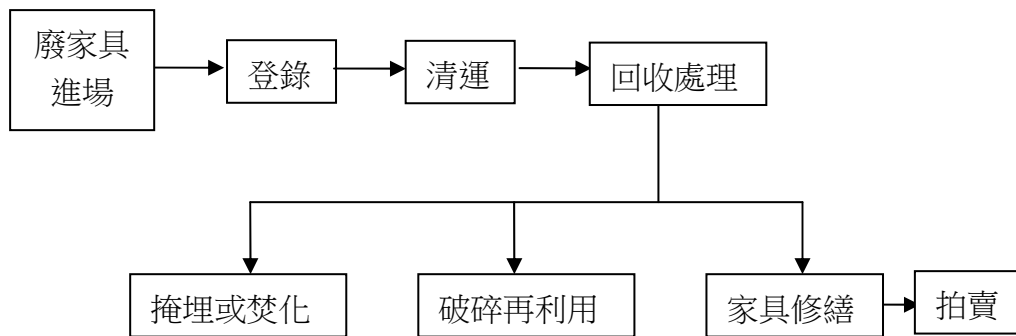 廢家具
進場
登錄
清運
回收處理
掩埋或焚化
破碎再利用
家具修繕
拍賣